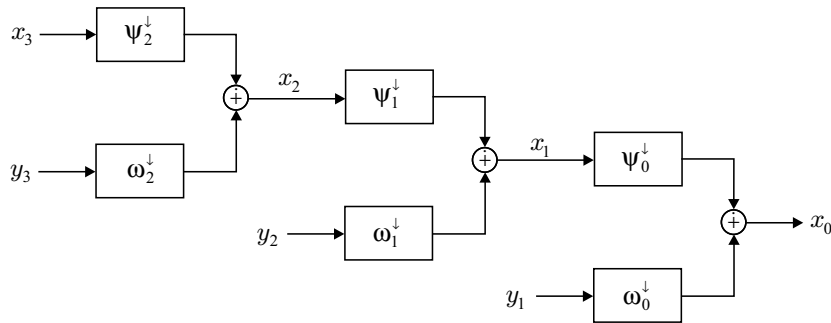 x₃ ψ₂↓
x₂ ψ₁↓
y₃ ω₂↓ ∔
x₁ ψ₀↓
y₂ ω₁↓ ∔
∔ x₀
y₁ ω₀↓